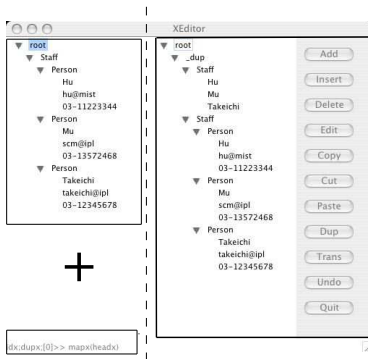 XEditor
root
Staff
Person
Hu
hu@mist
03-11223344
Person
Mu
scm@ipl
03-13572468
Person
Takeichi
takeichi@ipl
03-12345678
dx;dupx;[0]>> mapx(headx)
root
_dup
Staff
Hu
Mu
Takeichi
Staff
Person
Hu
hu@mist
03-11223344
Person
Mu
scm@ipl
03-13572468
Person
Takeichi
takeichi@ipl
03-12345678
Add
Insert
Delete
Edit
Copy
Cut
Paste
Dup
Trans
Undo
Quit